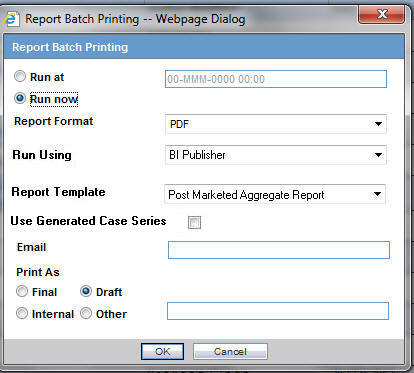 Report Batch Printing -- Webpage Dialog
Report Batch Printing
Run at 00-MMM-0000 00:00
Run now
Report Format PDF
Run Using BI Publisher
Report Template Post Marketed Aggregate Report
Use Generated Case Series
Email
Print As
Final Draft
Internal Other
OK Cancel